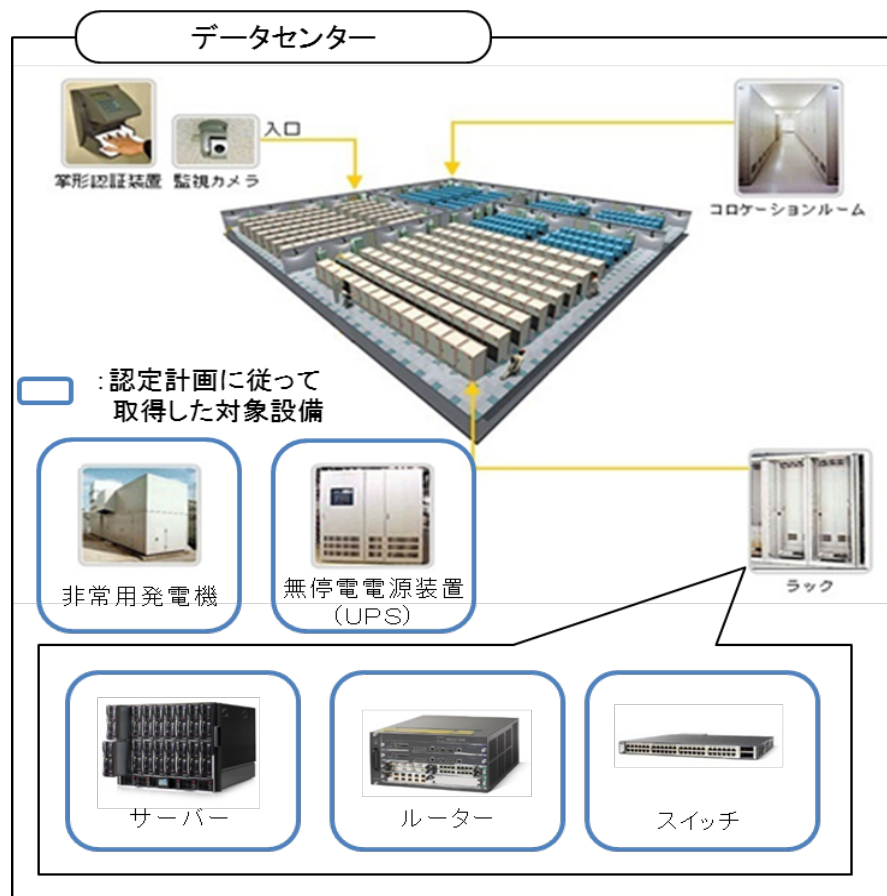 データセンター
入口
掌形認証装置
監視カメラ
コロケーションルーム
:認定計画に従って
取得した対象設備
非常用発電機
無停電電源装置
(UPS)
ラック
サーバー
ルーター
スイッチ